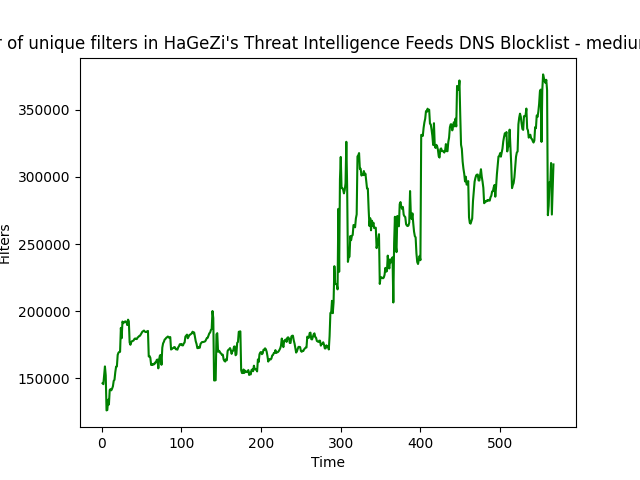 r of unique filters in HaGeZi's Threat Intelligence Feeds DNS Blocklist - mediu
350000
300000
250000
200000
150000
Filters
0 100 200 300 400 500
Time